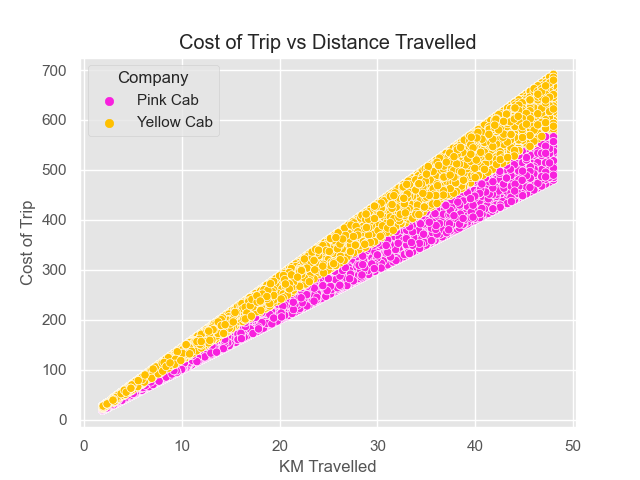 Cost of Trip vs Distance Travelled
Company
Pink Cab
Yellow Cab
Cost of Trip
700
600
500
400
300
200
100
0
0 10 20 30 40 50
KM Travelled